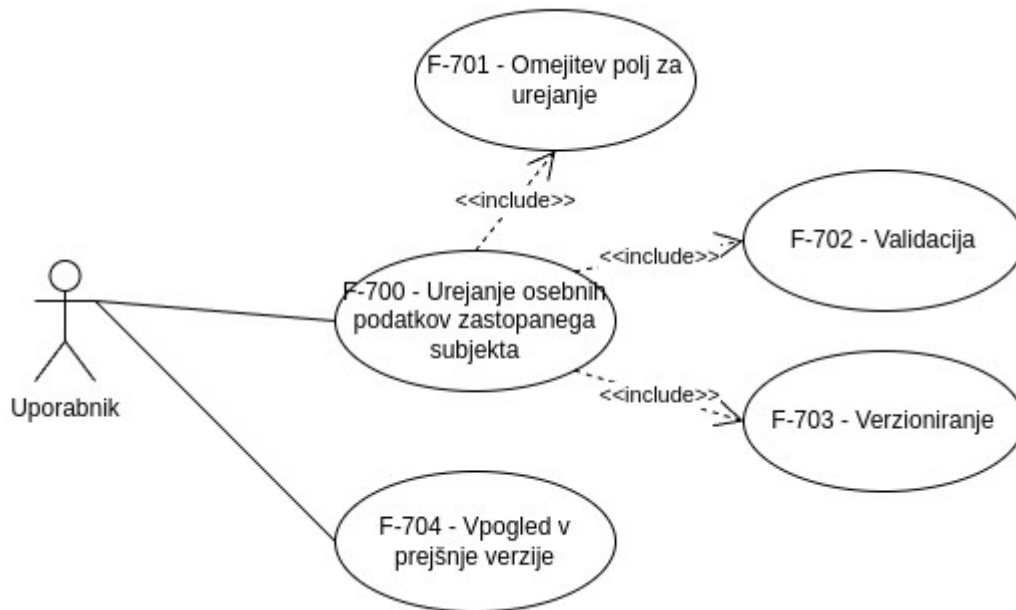 F-701 - Omejitev polj za
urejanje
<<include>>
<<include>>
F-702 - Validacija
F-700 - Urejanje osebnih
podatkov zastopanega
subjekta
Uporabnik
<<include>>
F-703 - Verzioniranje
F-704 - Vpogled v
prejšnje verzije